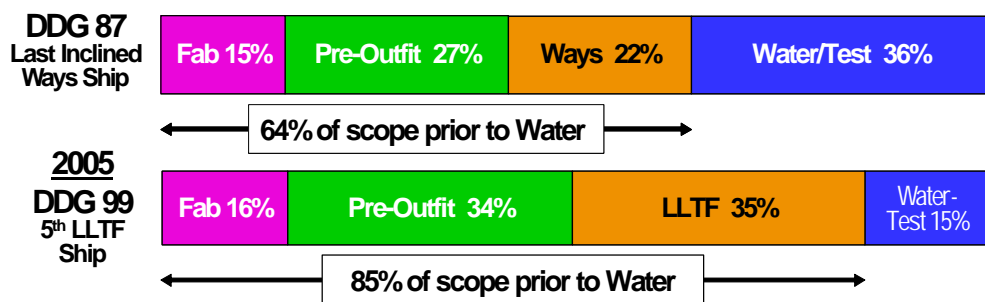 DDG 87
Last Inclined
Ways Ship
Fab 15%
Pre-Outfit 27%
Ways 22%
Water/Test 36%
64% of scope prior to Water
2005
DDG 99
5th LLTF
Ship
Fab 16%
Pre-Outfit 34%
LLTF 35%
Water-
Test 15%
85% of scope prior to Water